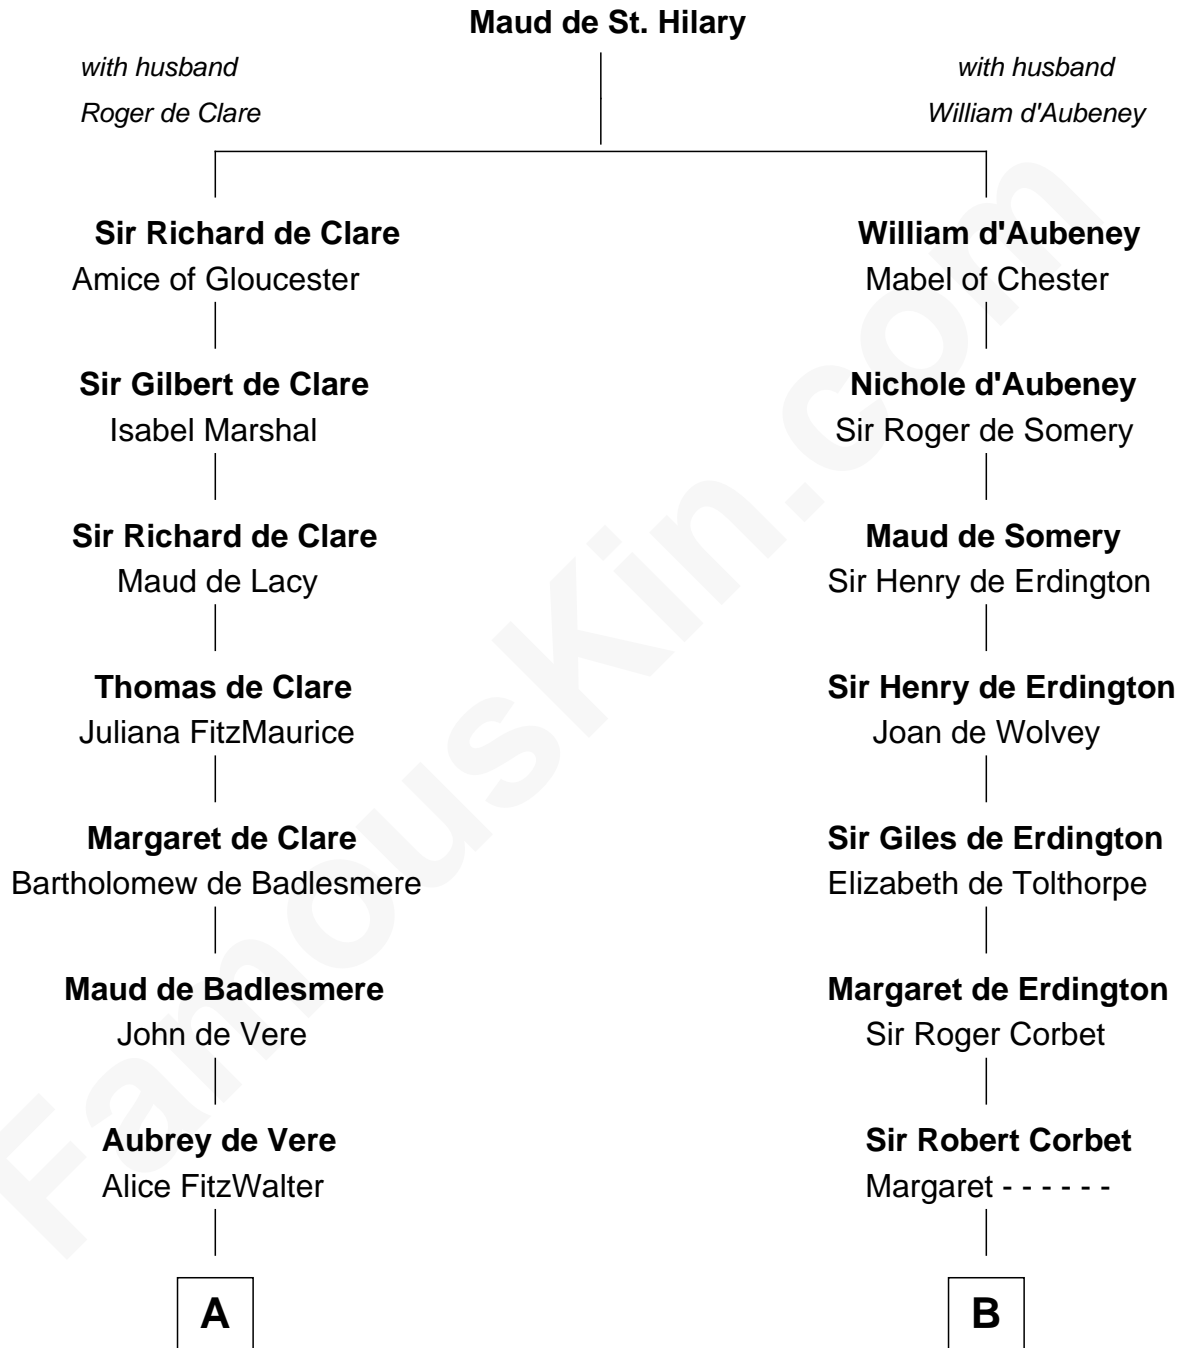 Maud de St. Hilary
with husband
Roger de Clare
with husband
William d'Aubeney
Sir Richard de Clare
Amice of Gloucester
William d'Aubeney
Mabel of Chester
Sir Gilbert de Clare
Isabel Marshal
Nichole d'Aubeney
Sir Roger de Somery
Sir Richard de Clare
Maud de Lacy
Maud de Somery
Sir Henry de Erdington
Thomas de Clare
Juliana FitzMaurice
Sir Henry de Erdington
Joan de Wolvey
Margaret de Clare
Bartholomew de Badlesmere
Sir Giles de Erdington
Elizabeth de Tolthorpe
Maud de Badlesmere
John de Vere
Margaret de Erdington
Sir Roger Corbet
Aubrey de Vere
Alice FitzWalter
Sir Robert Corbet
Margaret - - - - - -
A
B
FamousKin.com